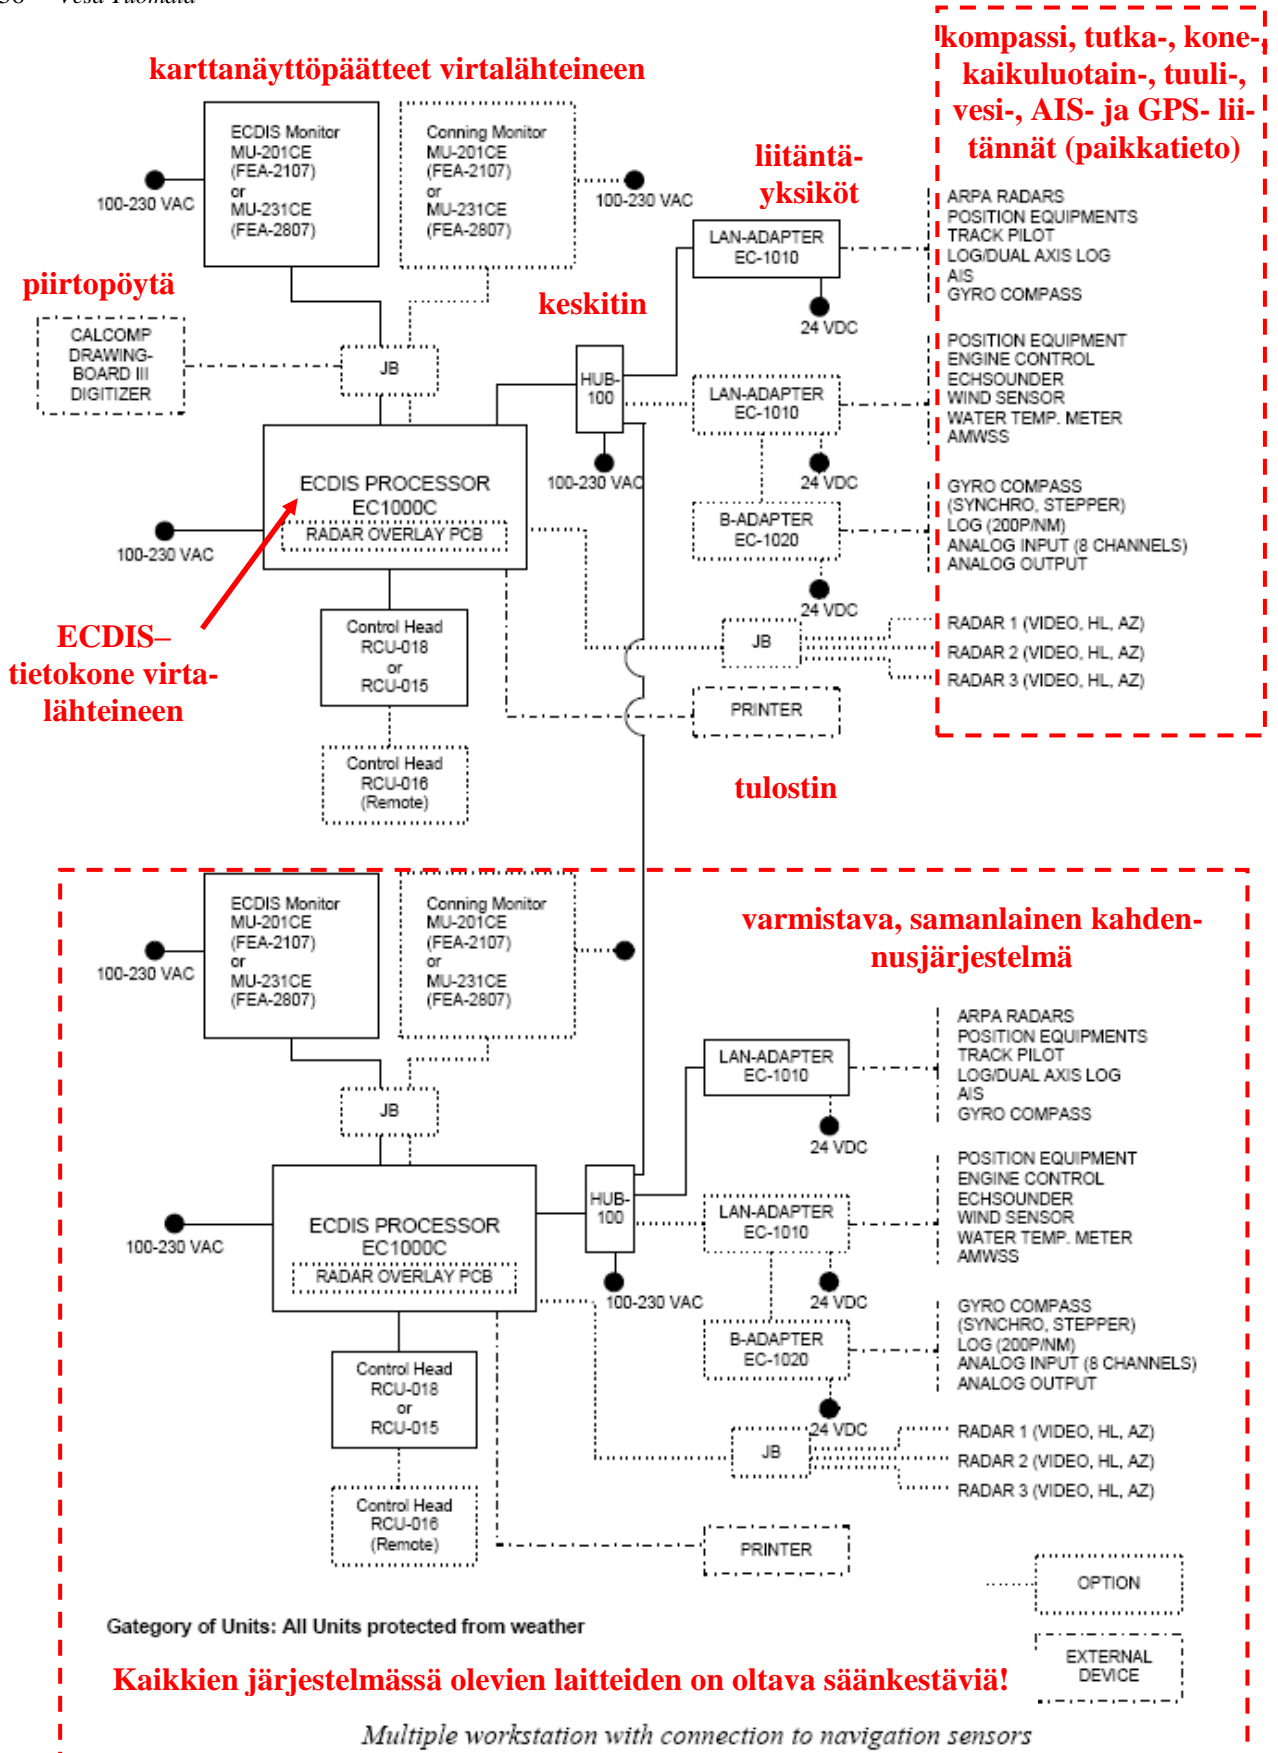 Vesa Tuomala
karttanäyttöpäätteet virtalähteineen
kompassi, tutka-, kone-,
kaikuluotain-, tuuli-,
vesi-, AIS- ja GPS- lii-
tännät (paikkatieto)
ECDIS Monitor
MU-201CE
(FEA-2107)
or
MU-231CE
(FEA-2807)
Conning Monitor
MU-201CE
(FEA-2107)
or
MU-231CE
(FEA-2807)
100-230 VAC
100-230 VAC
liitäntä-
yksiköt
LAN-ADAPTER
EC-1010
24 VDC
ARPA RADARS
POSITION EQUIPMENTS
TRACK PILOT
LOG/DUAL AXIS LOG
AIS
GYRO COMPASS
piirtopöytä
CALCOMP
DRAWING-
BOARD III
DIGITIZER
JB
keskitin
HUB-
100
100-230 VAC
LAN-ADAPTER
EC-1010
24 VDC
POSITION EQUIPMENT
ENGINE CONTROL
ECHSOUNDER
WIND SENSOR
WATER TEMP. METER
AMWSS
ECDIS PROCESSOR
EC1000C
RADAR OVERLAY PCB
100-230 VAC
B-ADAPTER
EC-1020
24 VDC
GYRO COMPASS
(SYNCHRO, STEPPER)
LOG (200P/NM)
ANALOG INPUT (8 CHANNELS)
ANALOG OUTPUT
ECDIS–
tietokone virta-
lähteineen
Control Head
RCU-018
or
RCU-015
JB
RADAR 1 (VIDEO, HL, AZ)
RADAR 2 (VIDEO, HL, AZ)
RADAR 3 (VIDEO, HL, AZ)
PRINTER
Control Head
RCU-016
(Remote)
tulostin
varmistava, samanlainen kahden-
nusjärjestelmä
ECDIS Monitor
MU-201CE
(FEA-2107)
or
MU-231CE
(FEA-2807)
Conning Monitor
MU-201CE
(FEA-2107)
or
MU-231CE
(FEA-2807)
100-230 VAC
LAN-ADAPTER
EC-1010
24 VDC
ARPA RADARS
POSITION EQUIPMENTS
TRACK PILOT
LOG/DUAL AXIS LOG
AIS
GYRO COMPASS
JB
HUB-
100
100-230 VAC
LAN-ADAPTER
EC-1010
24 VDC
POSITION EQUIPMENT
ENGINE CONTROL
ECHSOUNDER
WIND SENSOR
WATER TEMP. METER
AMWSS
ECDIS PROCESSOR
EC1000C
RADAR OVERLAY PCB
100-230 VAC
B-ADAPTER
EC-1020
24 VDC
GYRO COMPASS
(SYNCHRO, STEPPER)
LOG (200P/NM)
ANALOG INPUT (8 CHANNELS)
ANALOG OUTPUT
Control Head
RCU-018
or
RCU-015
JB
RADAR 1 (VIDEO, HL, AZ)
RADAR 2 (VIDEO, HL, AZ)
RADAR 3 (VIDEO, HL, AZ)
Control Head
RCU-016
(Remote)
PRINTER
OPTION
Gategory of Units: All Units protected from weather
EXTERNAL
DEVICE
Kaikkien järjestelmässä olevien laitteiden on oltava säänkestäviä!
Multiple workstation with connection to navigation sensors